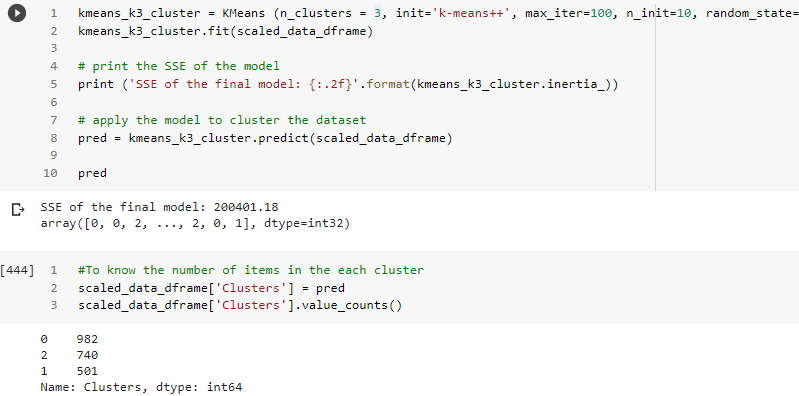 1 kmeans_k3_cluster = KMeans (n_clusters = 3, init='k-means++', max_iter=100, n_init=10, random_state=
2 kmeans_k3_cluster.fit(scaled_data_dframe)
3
4 # print the SSE of the model
5 print ('SSE of the final model: {:.2f}'.format(kmeans_k3_cluster.inertia_))
6
7 # apply the model to cluster the dataset
8 pred = kmeans_k3_cluster.predict(scaled_data_dframe)
9
10 pred
SSE of the final model: 200401.18
array([0, 0, 2, ..., 2, 0, 1], dtype=int32)
[444] 1 #To know the number of items in the each cluster
2 scaled_data_dframe['Clusters'] = pred
3 scaled_data_dframe['Clusters'].value_counts()
0 982
2 740
1 501
Name: Clusters, dtype: int64